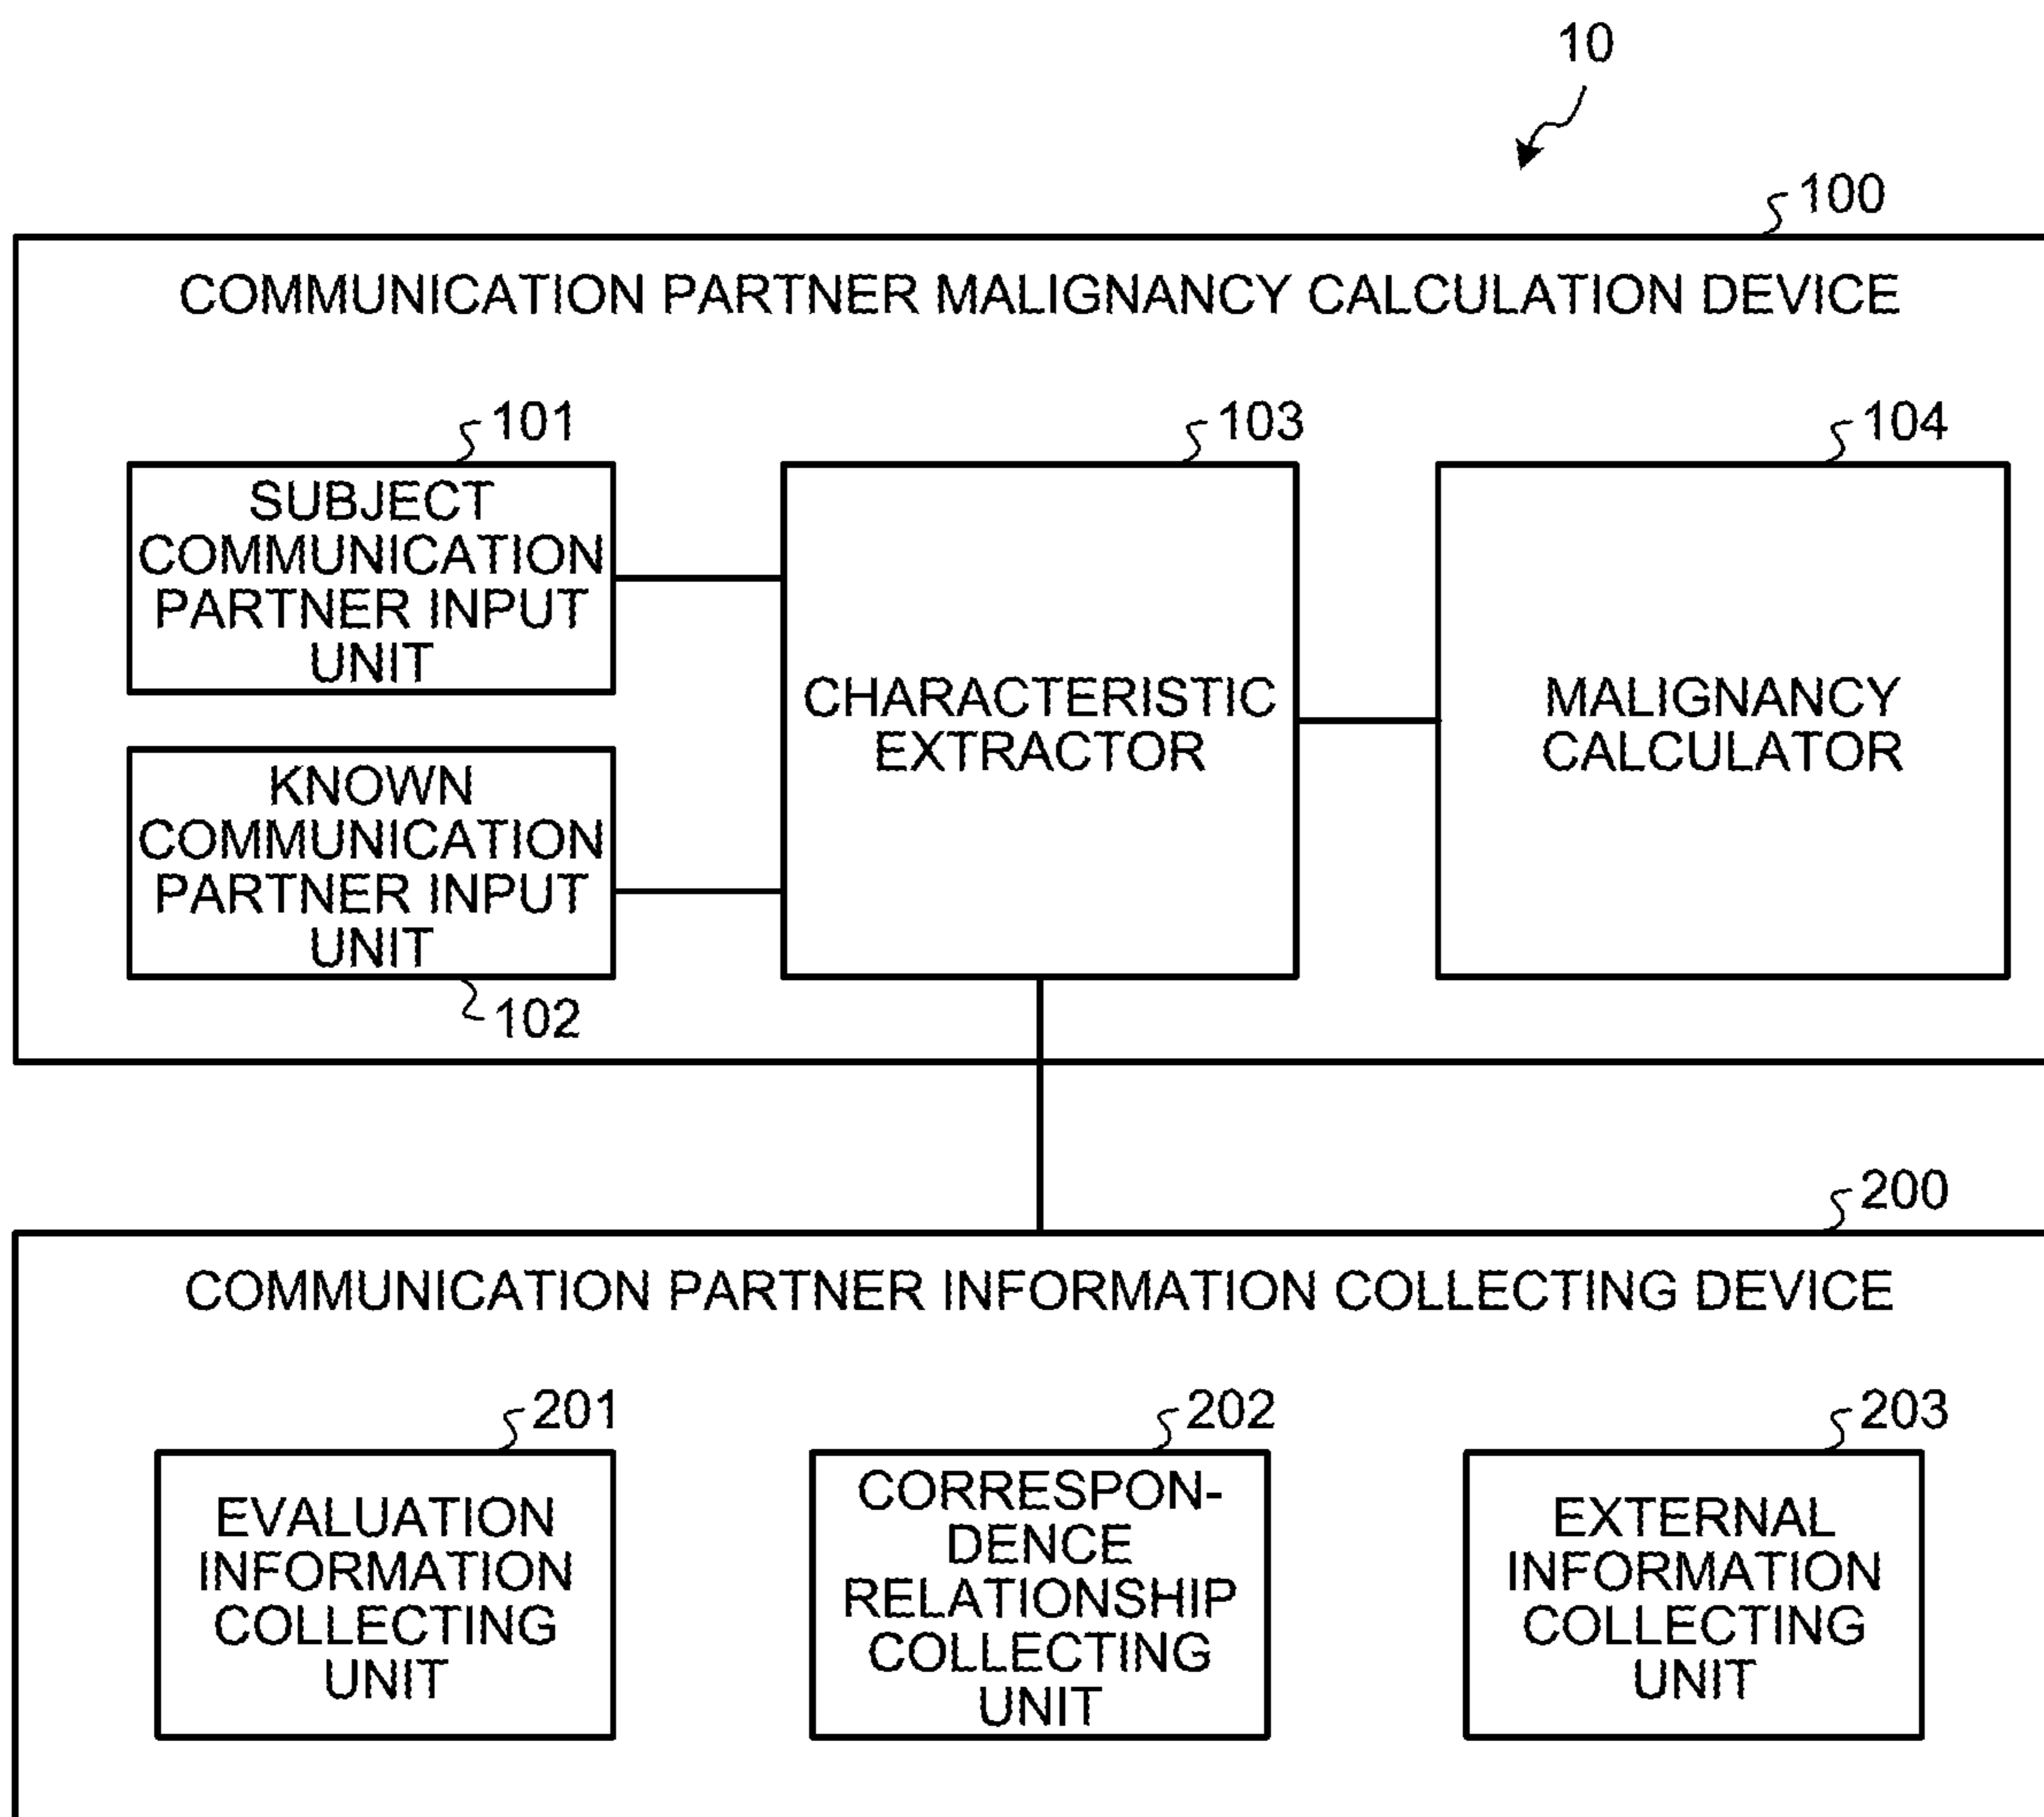 10
100
COMMUNICATION PARTNER MALIGNANCY CALCULATION DEVICE
101
SUBJECT
COMMUNICATION
PARTNER INPUT
UNIT
KNOWN
COMMUNICATION
PARTNER INPUT
UNIT
102
103
CHARACTERISTIC
EXTRACTOR
104
MALIGNANCY
CALCULATOR
200
COMMUNICATION PARTNER INFORMATION COLLECTING DEVICE
201
EVALUATION
INFORMATION
COLLECTING
UNIT
202
CORRESPON-
DENCE
RELATIONSHIP
COLLECTING
UNIT
203
EXTERNAL
INFORMATION
COLLECTING
UNIT